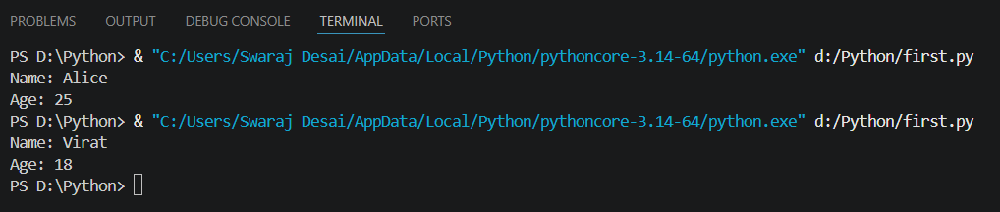 PROBLEMS OUTPUT DEBUG CONSOLE TERMINAL PORTS
PS D:\Python> & "C:/Users/Swaraj Desai/AppData/Local/Python/pythoncore-3.14-64/python.exe" d:/Python/first.py
Name: Alice
Age: 25
PS D:\Python> & "C:/Users/Swaraj Desai/AppData/Local/Python/pythoncore-3.14-64/python.exe" d:/Python/first.py
Name: Virat
Age: 18
PS D:\Python>